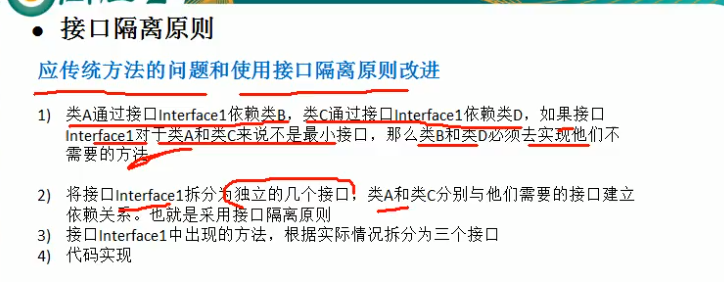 ● 接口隔离原则
应传统方法的问题和使用接口隔离原则改进
1) 类A通过接口Interface1依赖类B，类C通过接口Interface1依赖类D，如果接口
Interface1对于类A和类C来说不是最小接口，那么类B和类D必须去实现他们不
需要的方法
2) 将接口Interface1拆分为独立的几个接口，类A和类C分别与他们需要的接口建立
依赖关系。也就是采用接口隔离原则
3) 接口Interface1中出现的方法，根据实际情况拆分为三个接口
4) 代码实现